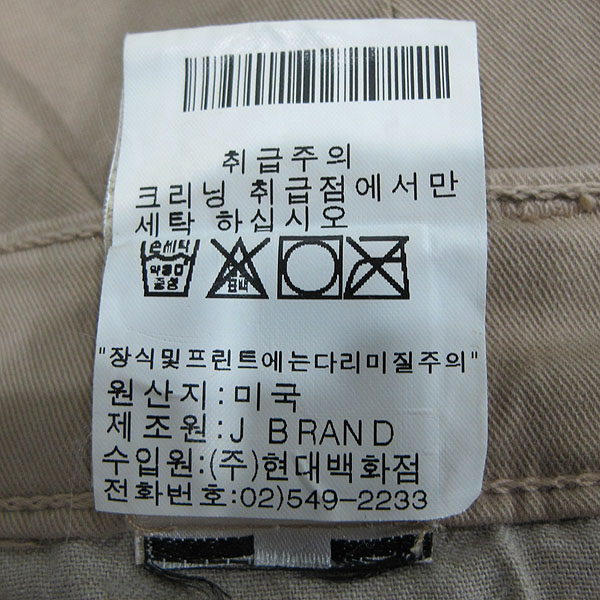 취급주의
크리닝 취급점에서만
세탁 하십시오
손세탁
약30℃
중성
표백
"장식및프린트에는다리미질주의"
원산지:미국
제조원:J BRAND
수입원:(주)현대백화점
전화번호:02)549-2233